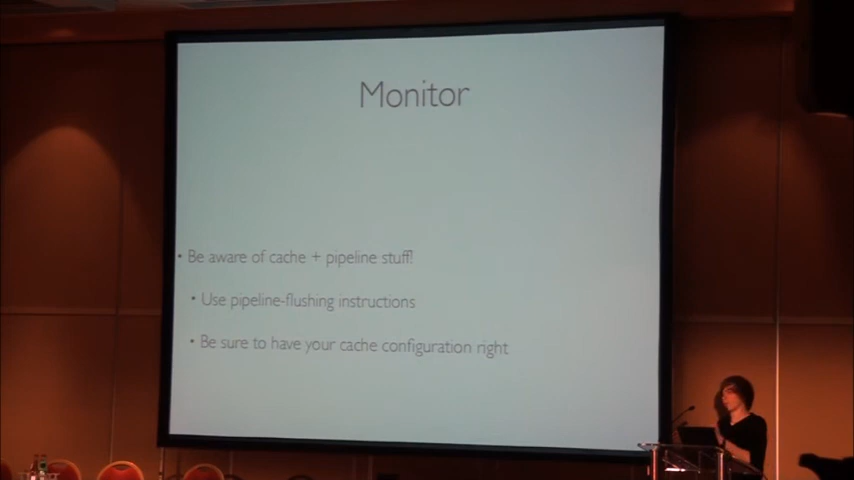 Monitor
• Be aware of cache + pipeline stuff!
• Use pipeline-flushing instructions
• Be sure to have your cache configuration right